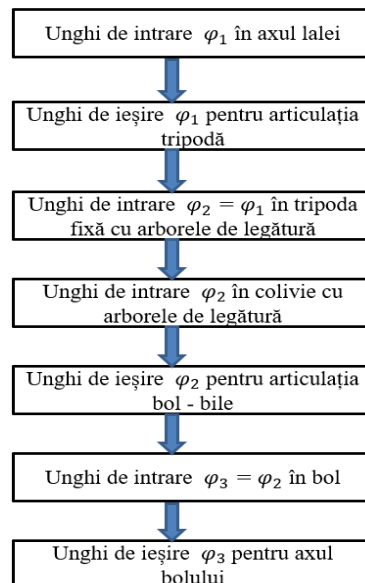 Unghi de intrare φ₁ în axul lalei
Unghi de ieșire φ₁ pentru articulația
tripodă
Unghi de intrare φ₂ = φ₁ în tripoda
fixă cu arborele de legătură
Unghi de intrare φ₂ în colivie cu
arborele de legătură
Unghi de ieșire φ₂ pentru articulația
bol - bile
Unghi de intrare φ₃ = φ₂ în bol
Unghi de ieșire φ₃ pentru axul
bolului